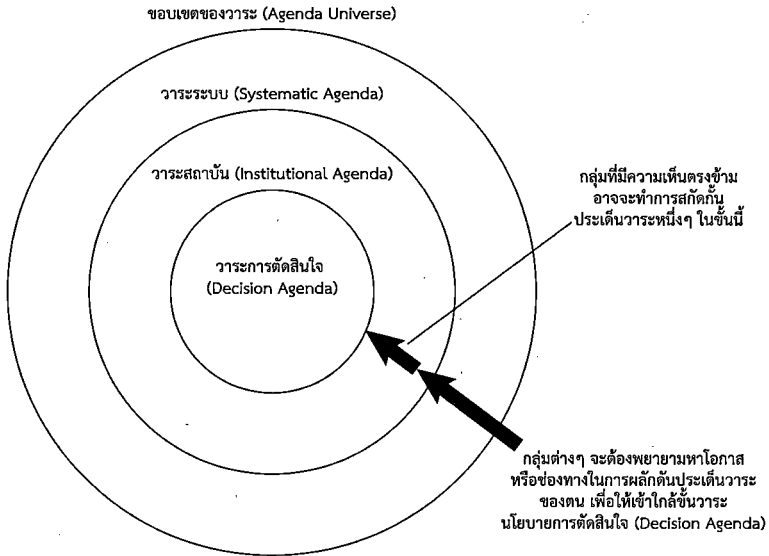 ขอบเขตของวาระ (Agenda Universe)
วาระระบบ (Systematic Agenda)
วาระสถาบัน (Institutional Agenda)
วาระการตัดสินใจ
(Decision Agenda)
กลุ่มที่มีความเห็นตรงข้าม
อาจจะทำการสกัดกั้น
ประเด็นวาระหนึ่งๆ ในขั้นนี้
กลุ่มต่างๆ จะต้องพยายามหาโอกาส
หรือช่องทางในการผลักดันประเด็นวาระ
ของตน เพื่อให้เข้าใกล้ขั้นวาระ
นโยบายการตัดสินใจ (Decision Agenda)